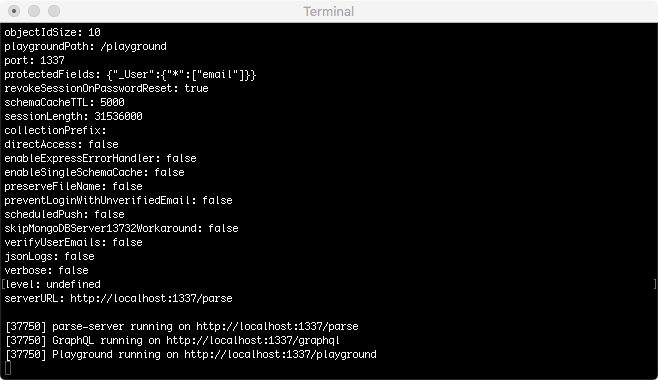 Terminal
objectIdSize: 10
playgroundPath: /playground
port: 1337
protectedFields: {"_User":{"*":["email"]}}
revokeSessionOnPasswordReset: true
schemaCacheTTL: 5000
sessionLength: 31536000
collectionPrefix:
directAccess: false
enableExpressErrorHandler: false
enableSingleSchemaCache: false
preserveFileName: false
preventLoginWithUnverifiedEmail: false
scheduledPush: false
skipMongoDBServer13732Workaround: false
verifyUserEmails: false
jsonLogs: false
verbose: false
[level: undefined ]
serverURL: http://localhost:1337/parse
[37750] parse-server running on http://localhost:1337/parse
[37750] GraphQL running on http://localhost:1337/graphql
[37750] Playground running on http://localhost:1337/playground